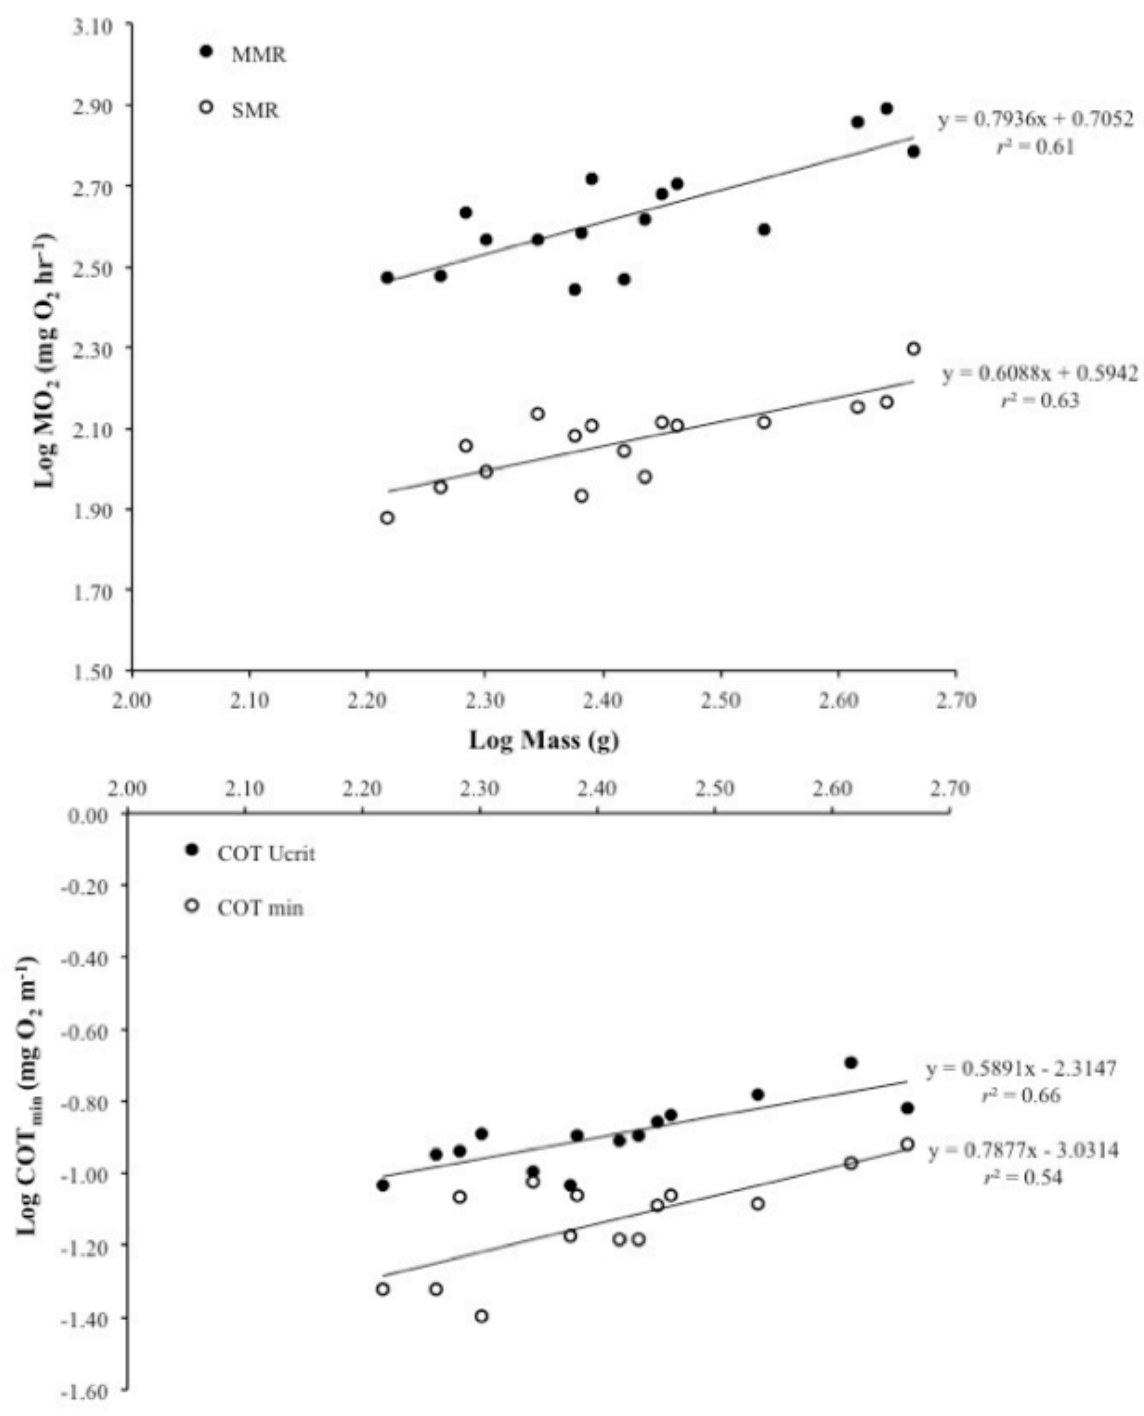 3.10
MMR
2.90
SMR
y = 0.7936x + 0.7052
r² = 0.61
2.70
2.50
2.30
y = 0.6088x + 0.5942
r² = 0.63
2.10
1.90
1.70
1.50
Log MO₂ (mg O₂ hr⁻¹)
2.00 2.10 2.20 2.30 2.40 2.50 2.60 2.70
Log Mass (g)
2.00 2.10 2.20 2.30 2.40 2.50 2.60 2.70
0.00
COT Ucrit
-0.20
COT min
-0.40
-0.60
y = 0.5891x - 2.3147
r² = 0.66
-0.80
y = 0.7877x - 3.0314
r² = 0.54
-1.00
-1.20
-1.40
-1.60
Log COTmin (mg O₂ m⁻¹)